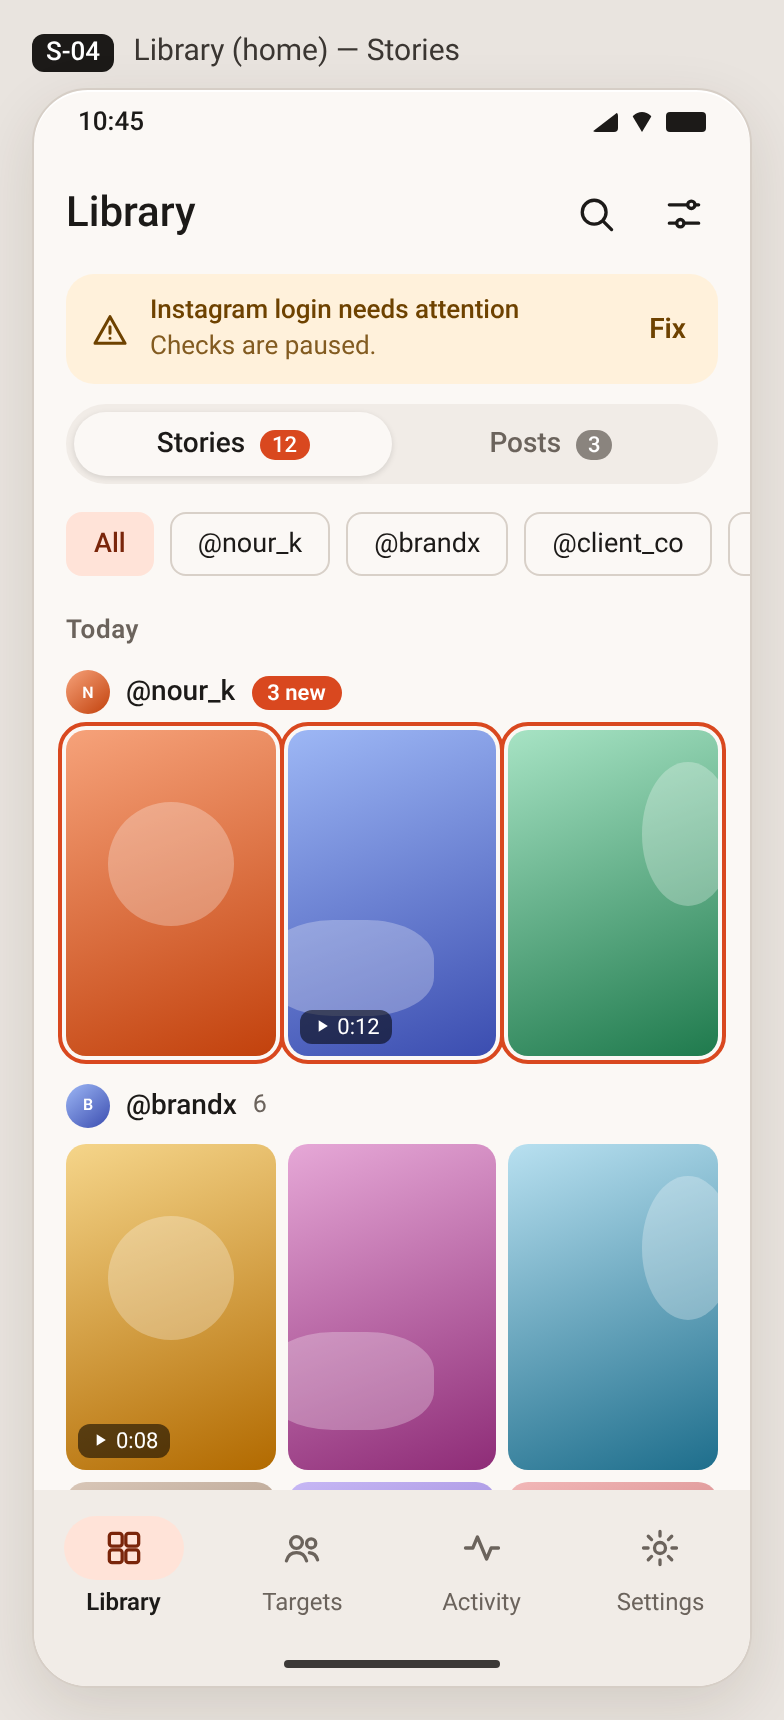 S-04 Library (home) — Stories
10:45
Library
Instagram login needs attention
Checks are paused.
Fix
Stories 12 Posts 3
All @nour_k @brandx @client_co
Today
N @nour_k 3 new
0:12
B @brandx 6
0:08
Library Targets Activity Settings